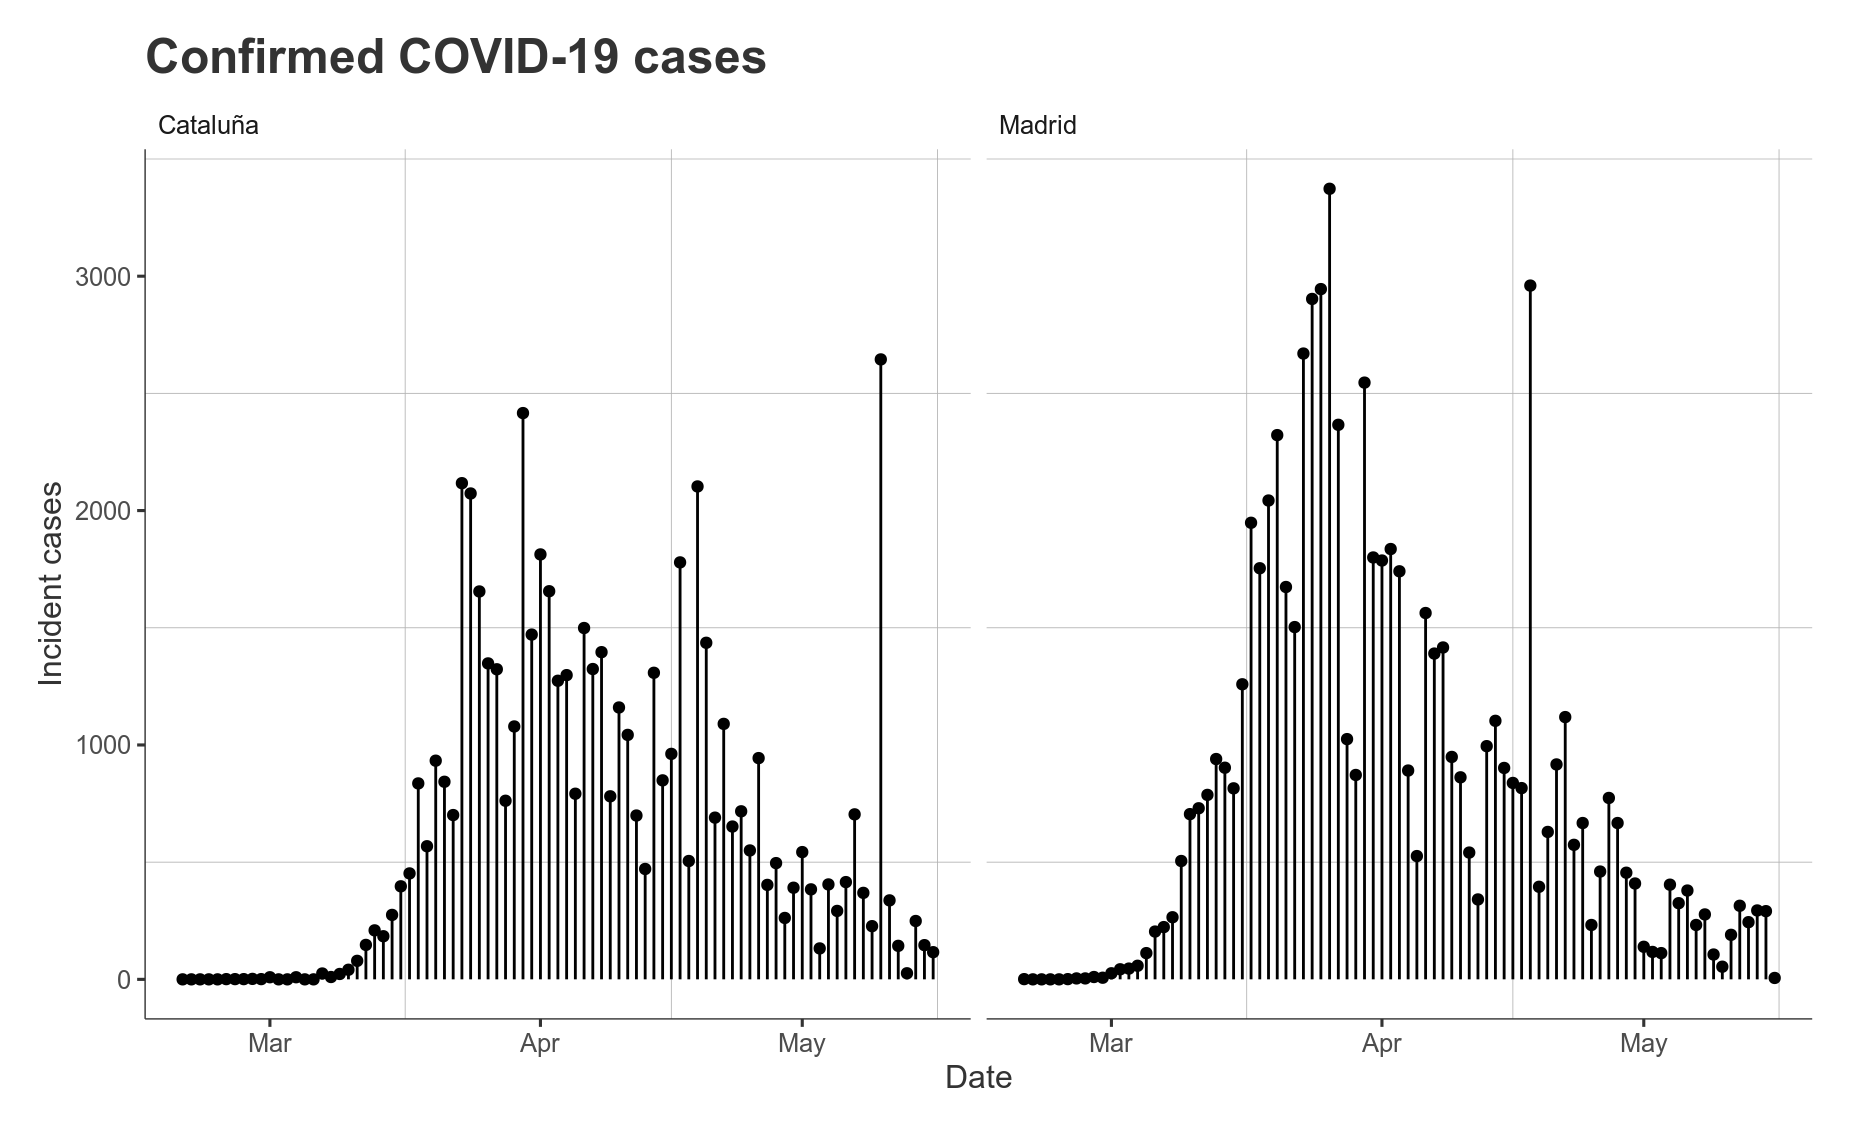 Confirmed COVID-19 cases
Cataluña
Madrid
Incident cases
3000
2000
1000
0
Mar
Apr
May
Mar
Apr
May
Date